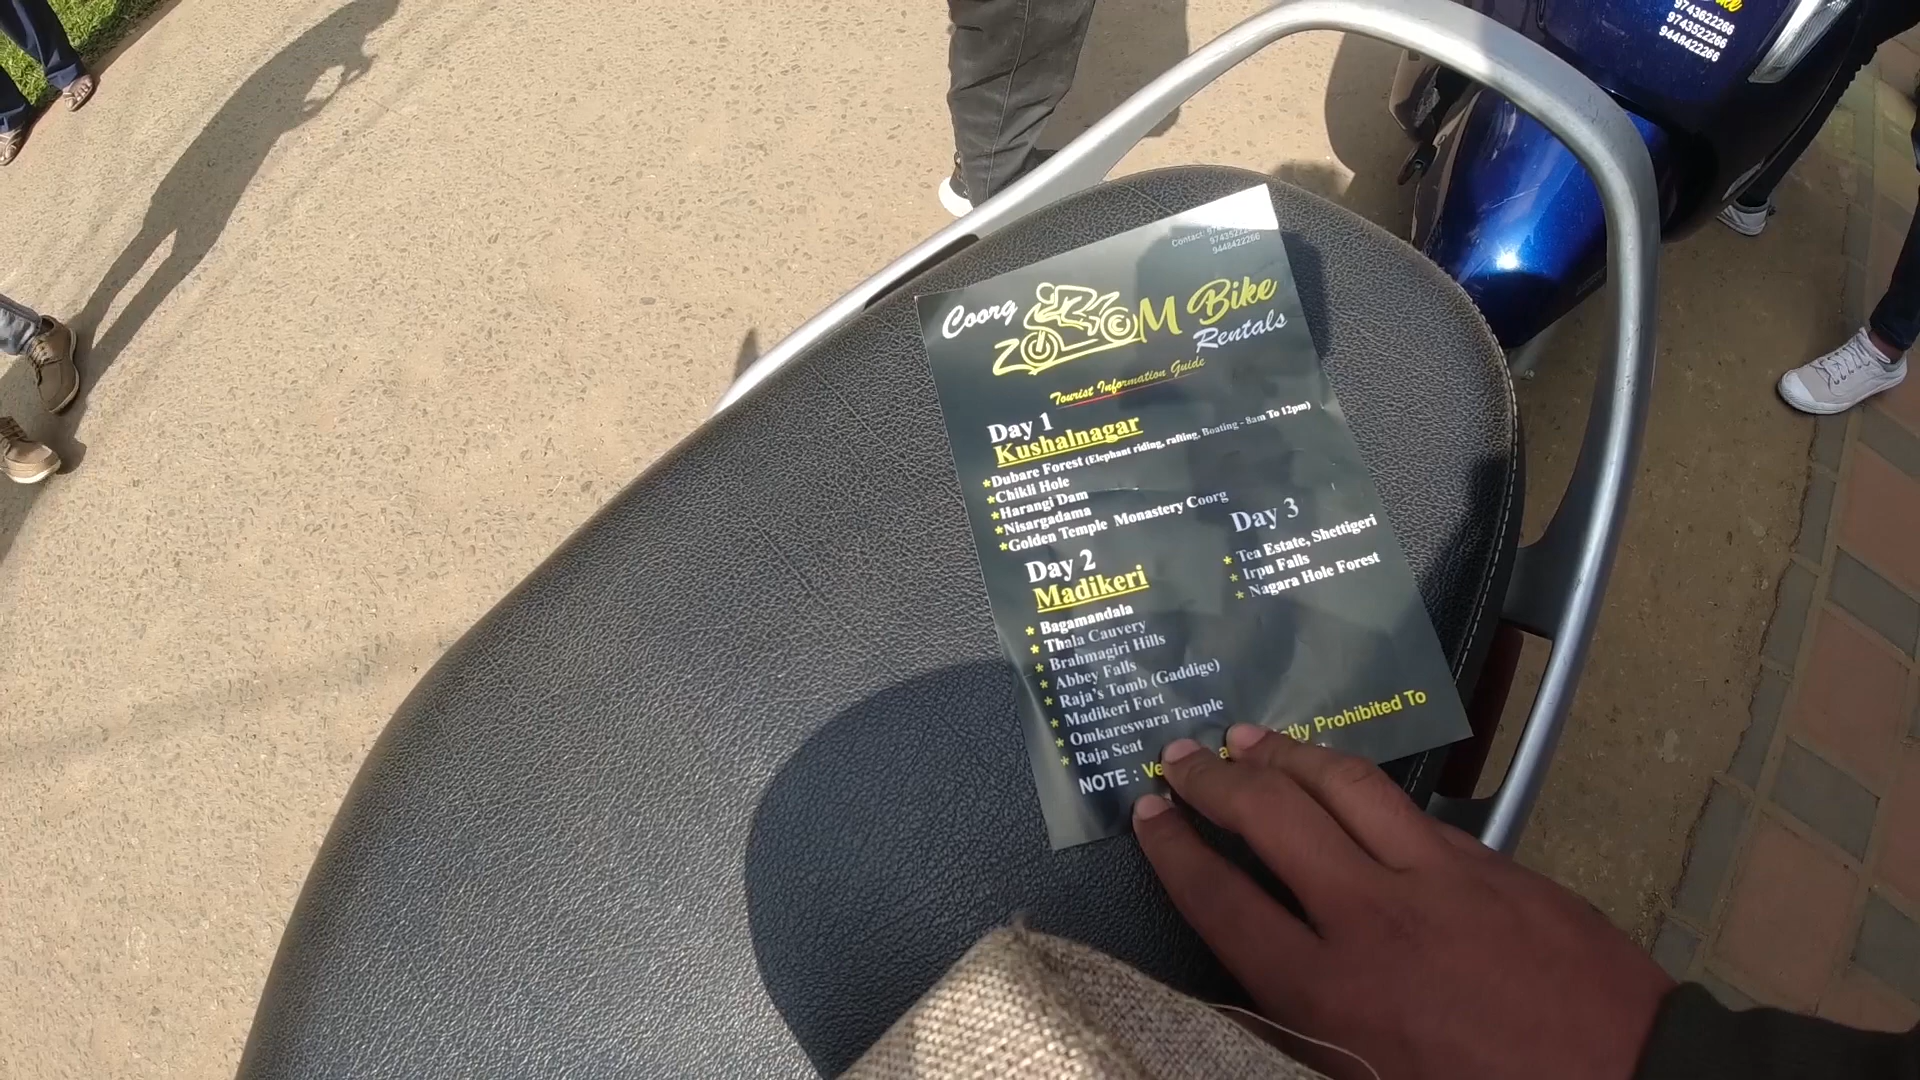 9743622266
9743522266
9448422266
Contact:
9448422266
Coorg ZOOM Bike
Rentals
Tourist Information Guide
Day 1
Kushalnagar
*Dubare Forest (Elephant riding, rafting, Boating - 8am To 12pm)
*Chikli Hole
*Harangi Dam
*Nisargadama
*Golden Temple Monastery Coorg
Day 2
Madikeri
* Bagamandala
* Thala Cauvery
* Brahmagiri Hills
* Abbey Falls
* Raja's Tomb (Gaddige)
* Madikeri Fort
* Omkareswara Temple
* Raja Seat
Day 3
* Tea Estate, Shettigeri
* Irpu Falls
* Nagara Hole Forest
NOTE : Prohibited To